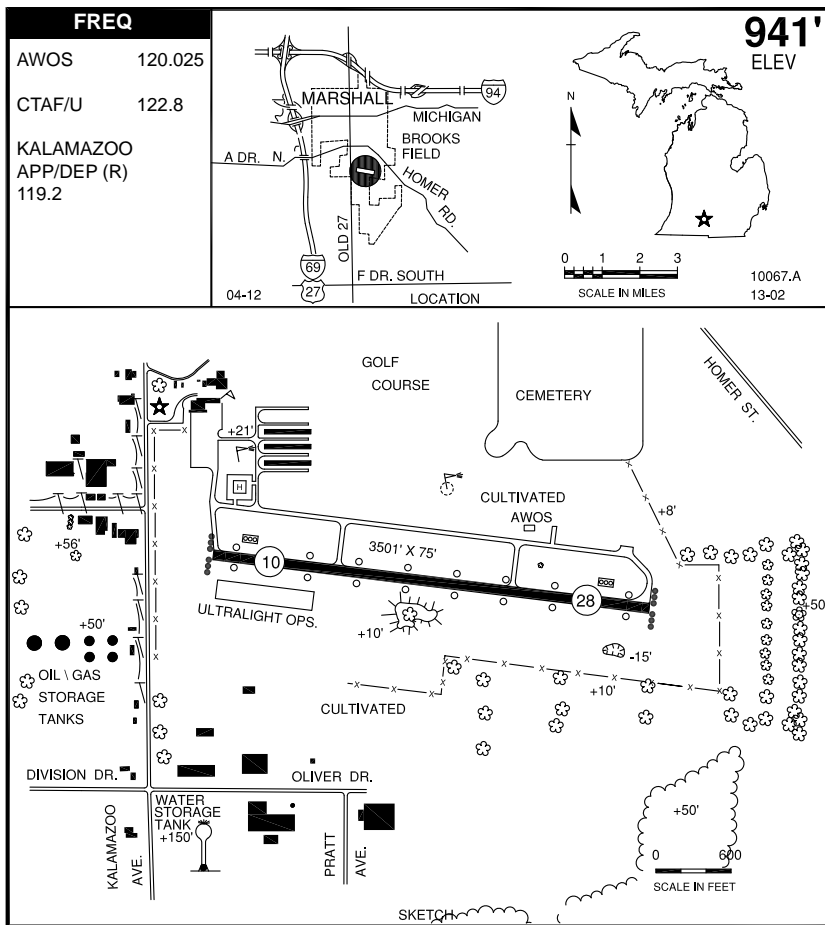 FREQ
AWOS 120.025
CTAF/U 122.8
KALAMAZOO
APP/DEP (R)
119.2
MARSHALL
94
MICHIGAN
BROOKS
FIELD
A DR. N.
HOMER
RD.
OLD 27
69
27
F DR. SOUTH
04-12
LOCATION
941'
ELEV
N
0 1 2 3
SCALE IN MILES
10067.A
13-02
GOLF
COURSE
CEMETERY
HOMER ST.
+21'
H
CULTIVATED
AWOS
+8'
+56'
3501' X 75'
10
28
ULTRALIGHT OPS.
+10'
+50'
+50'
-15'
OIL \ GAS
STORAGE
TANKS
+10'
CULTIVATED
DIVISION DR.
OLIVER DR.
WATER
STORAGE
TANK
+150'
KALAMAZOO
AVE.
PRATT
AVE.
+50'
0 600
SCALE IN FEET
SKETCH